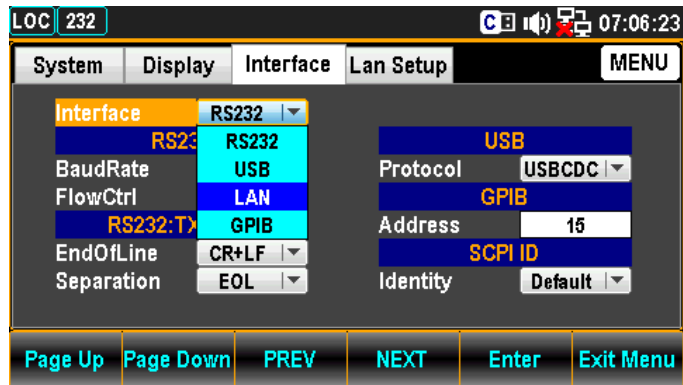 LOC 232 C 07:06:23
System Display Interface Lan Setup MENU
Interface RS232
RS23 RS232 USB
BaudRate USB Protocol USBCDC
FlowCtrl LAN GPIB
RS232:TX GPIB Address 15
EndOfLine CR+LF SCPI ID
Separation EOL Identity Default
Page Up Page Down PREV NEXT Enter Exit Menu